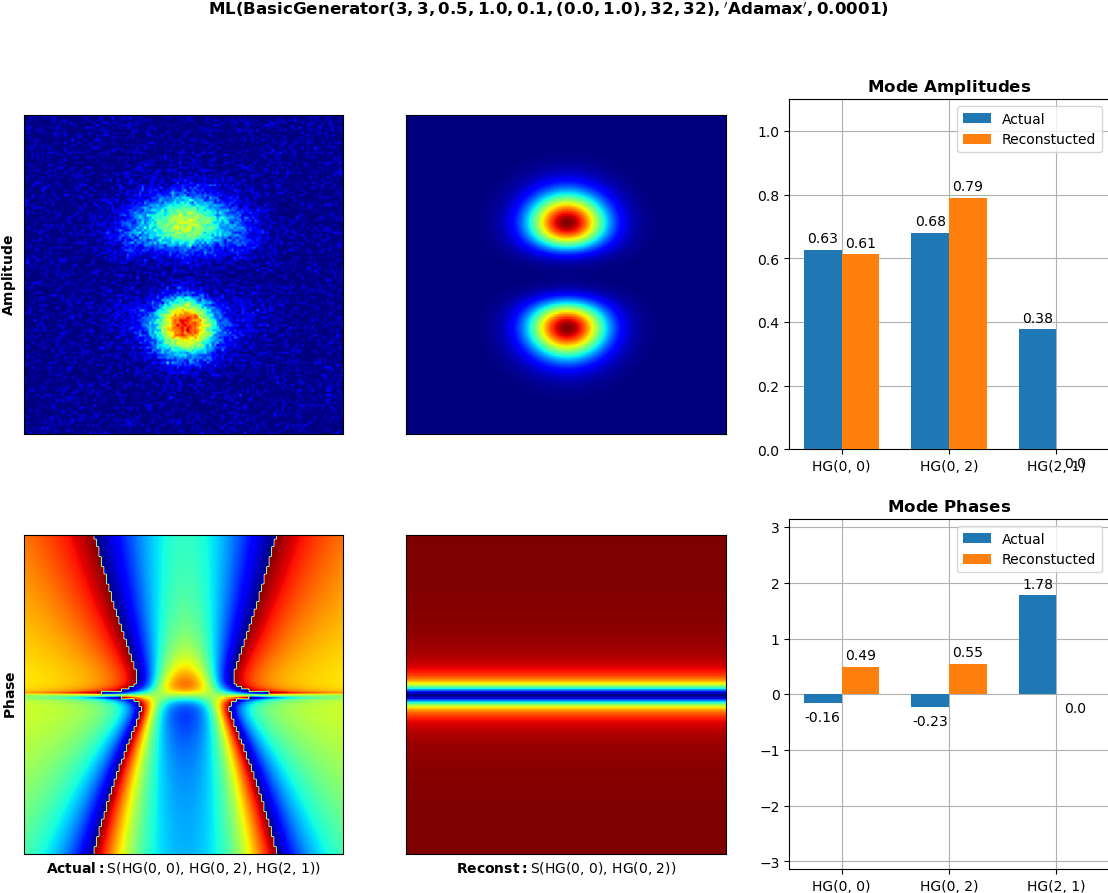 ML(BasicGenerator(3, 3, 0.5, 1.0, 0.1, (0.0, 1.0), 32, 32), ′Adamax′, 0.0001)
Mode Amplitudes
Amplitude
1.0
0.8
0.6
0.4
0.2
0.0
Actual
Reconstucted
0.63
0.61
0.68
0.79
0.38
0.0
HG(0, 0)
HG(0, 2)
HG(2, 1)
Mode Phases
Phase
3
2
1
0
−1
−2
−3
Actual
Reconstucted
-0.16
0.49
-0.23
0.55
1.78
0.0
HG(0, 0)
HG(0, 2)
HG(2, 1)
Actual: S(HG(0, 0), HG(0, 2), HG(2, 1))
Reconst: S(HG(0, 0), HG(0, 2))